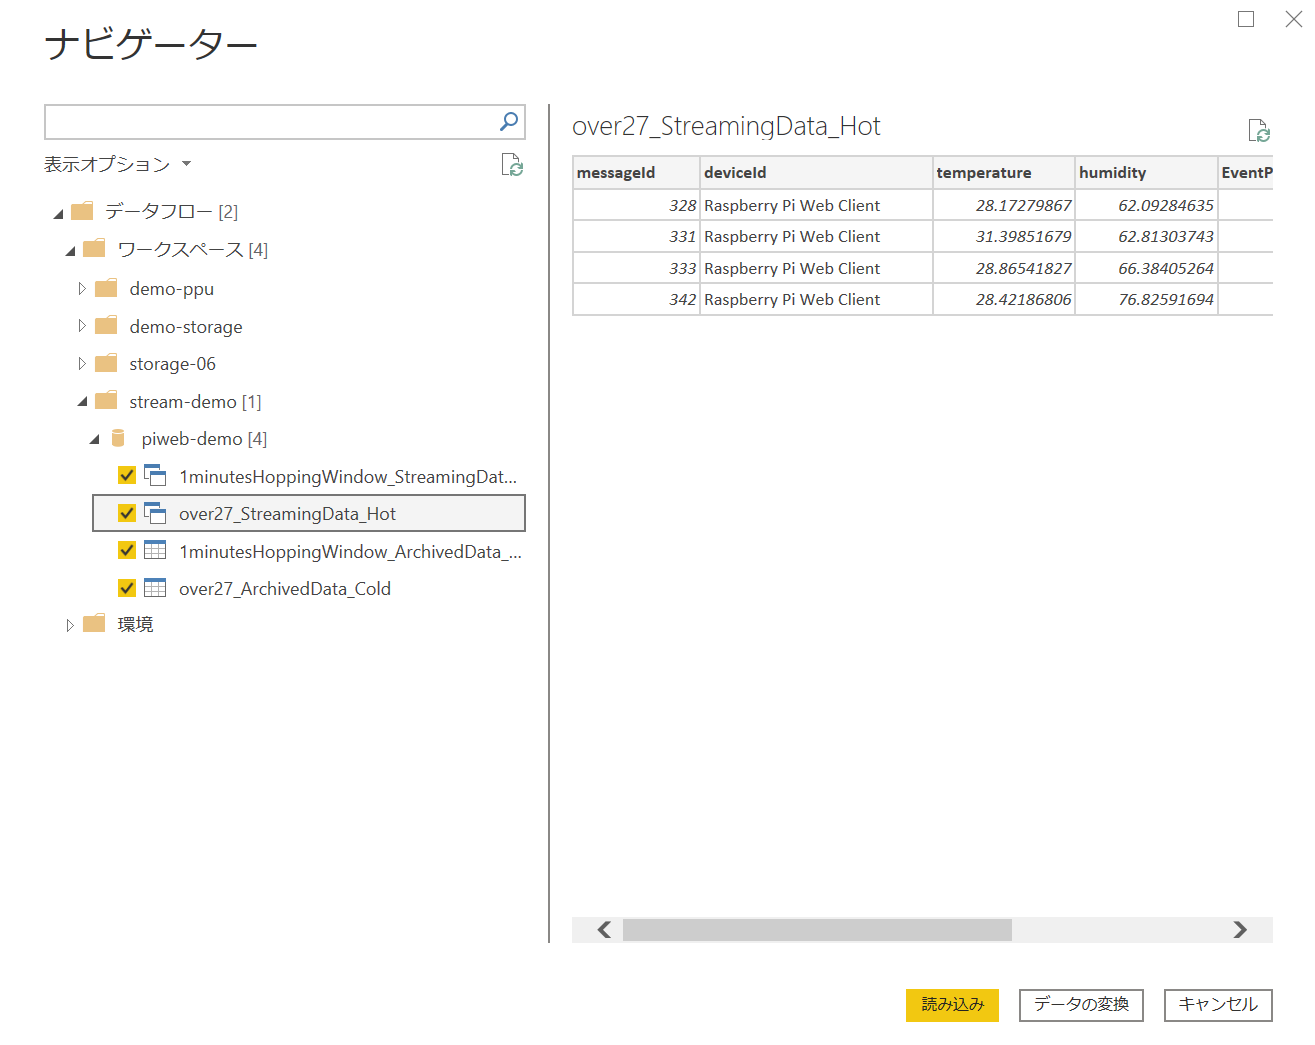 ナビゲーター
表示オプション
データフロー [2]
ワークスペース [4]
demo-ppu
demo-storage
storage-06
stream-demo [1]
piweb-demo [4]
1minutesHoppingWindow_StreamingDat...
over27_StreamingData_Hot
1minutesHoppingWindow_ArchivedData_...
over27_ArchivedData_Cold
環境
over27_StreamingData_Hot
messageId deviceId temperature humidity EventP
328 Raspberry Pi Web Client 28.17279867 62.09284635
331 Raspberry Pi Web Client 31.39851679 62.81303743
333 Raspberry Pi Web Client 28.86541827 66.38405264
342 Raspberry Pi Web Client 28.42186806 76.82591694
読み込み データの変換 キャンセル